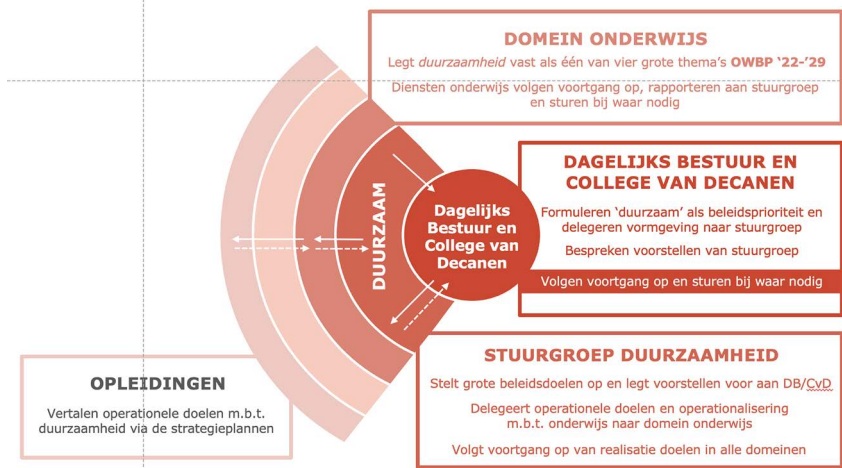 DOMEIN ONDERWIJS
Legt duurzaamheid vast als één van vier grote thema's OWBP '22-'29
Diensten onderwijs volgen voortgang op, rapporteren aan stuurgroep
en sturen bij waar nodig
DAGELIJKS BESTUUR EN
COLLEGE VAN DECANEN
Formuleren 'duurzaam' als beleidsprioriteit en
delegeren vormgeving naar stuurgroep
Bespreken voorstellen van stuurgroep
Volgen voortgang op en sturen bij waar nodig
Dagelijks
Bestuur en
College van
Decanen
DUURZAAM
STUURGROEP DUURZAAMHEID
Stelt grote beleidsdoelen op en legt voorstellen voor aan DB/CvD
Delegeert operationele doelen en operationalisering
m.b.t. onderwijs naar domein onderwijs
Volgt voortgang op van realisatie doelen in alle domeinen
OPLEIDINGEN
Vertalen operationele doelen m.b.t.
duurzaamheid via de strategieplannen